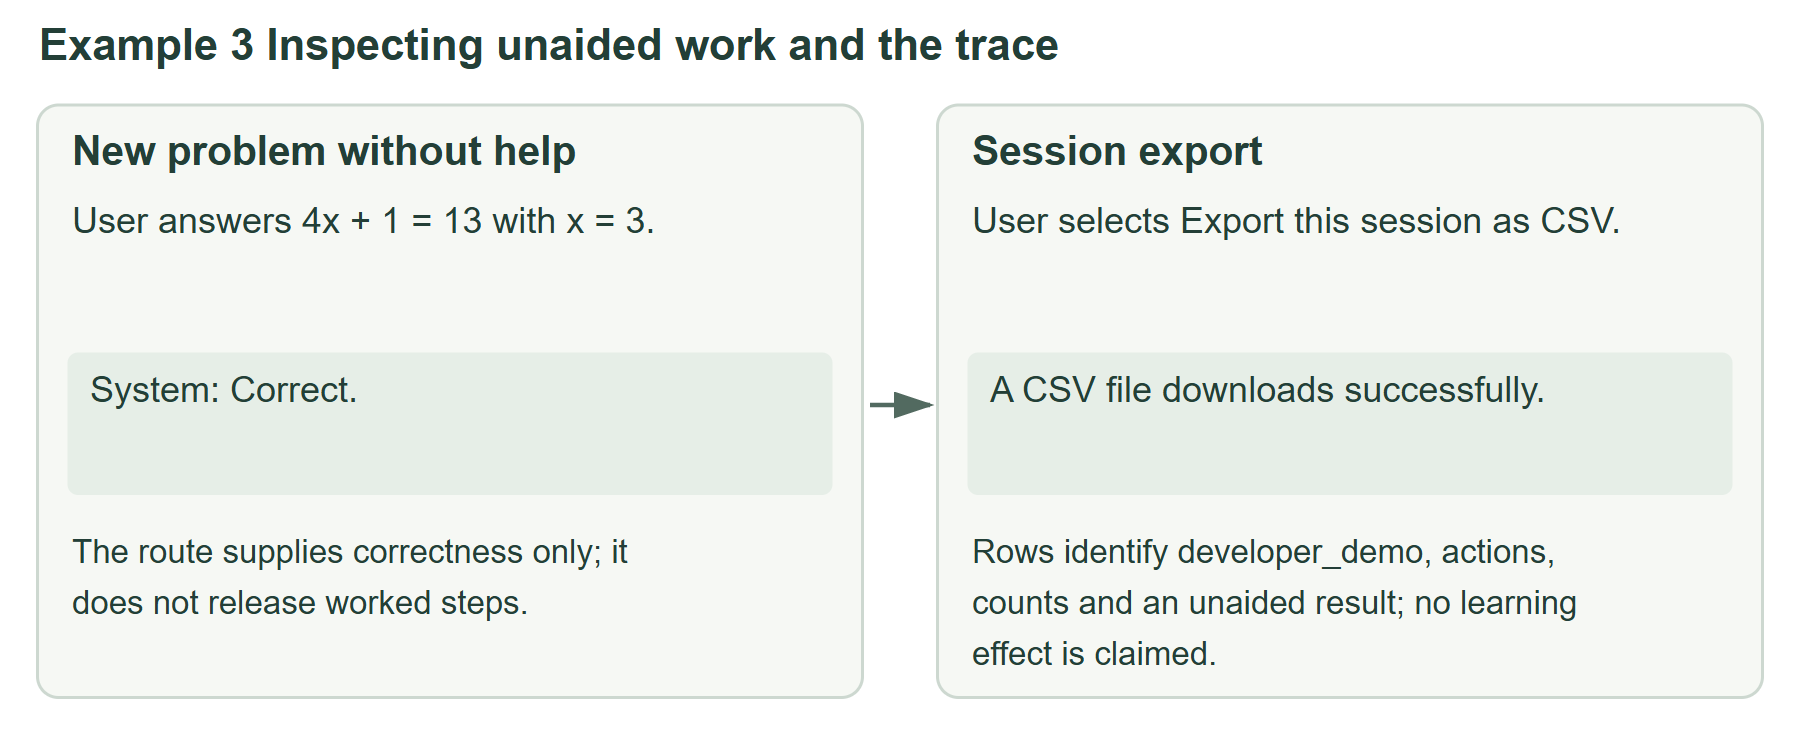 Example 3 Inspecting unaided work and the trace
New problem without help
User answers 4x + 1 = 13 with x = 3.
System: Correct.
The route supplies correctness only; it
does not release worked steps.
Session export
User selects Export this session as CSV.
A CSV file downloads successfully.
Rows identify developer_demo, actions,
counts and an unaided result; no learning
effect is claimed.